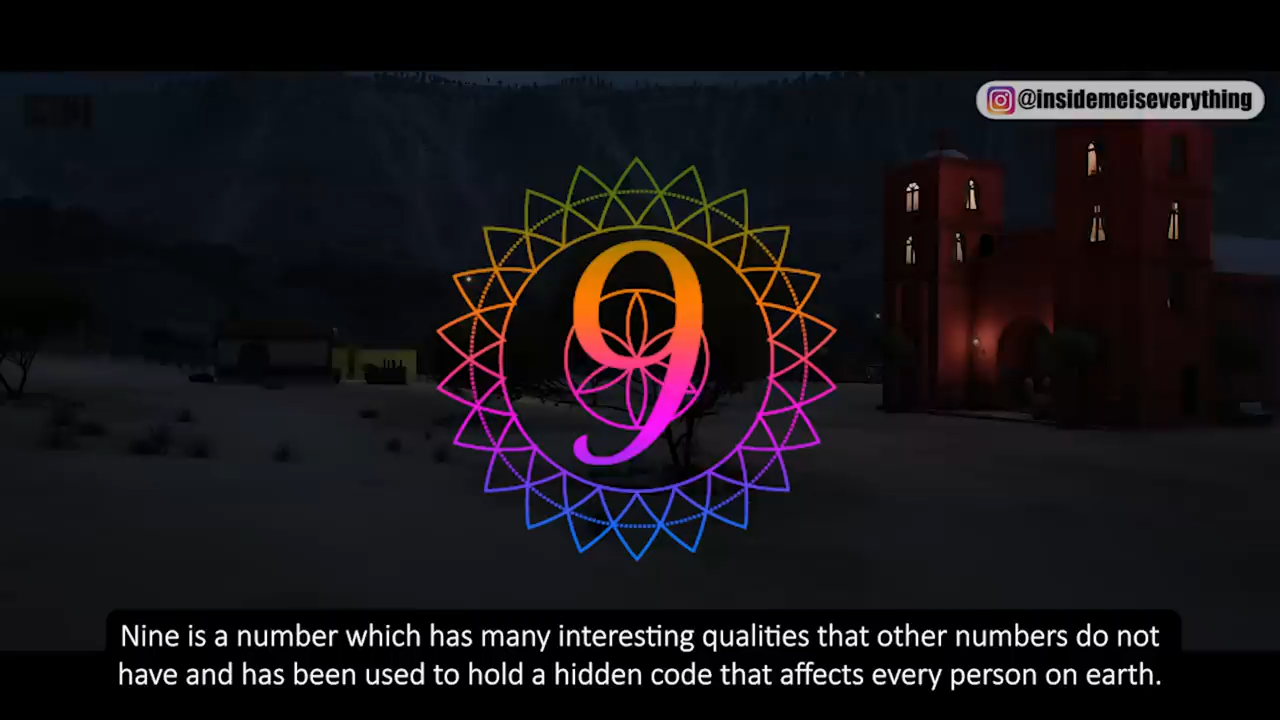 @insidemeiseverything
9
Nine is a number which has many interesting qualities that other numbers do not
have and has been used to hold a hidden code that affects every person on earth.